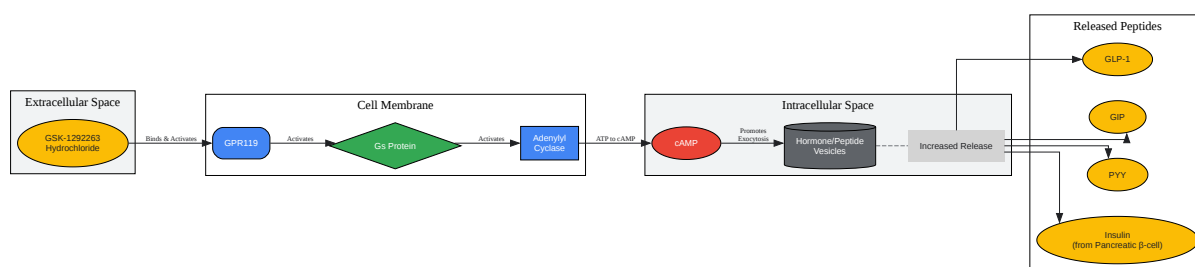 Extracellular Space
GSK-1292263
Hydrochloride
Binds & Activates
Cell Membrane
GPR119
Activates
Gs Protein
Activates
Adenylyl
Cyclase
ATP to cAMP
Intracellular Space
cAMP
Promotes
Exocytosis
Hormone/Peptide
Vesicles
Increased Release
Released Peptides
GLP-1
GIP
PYY
Insulin
(from Pancreatic β-cell)